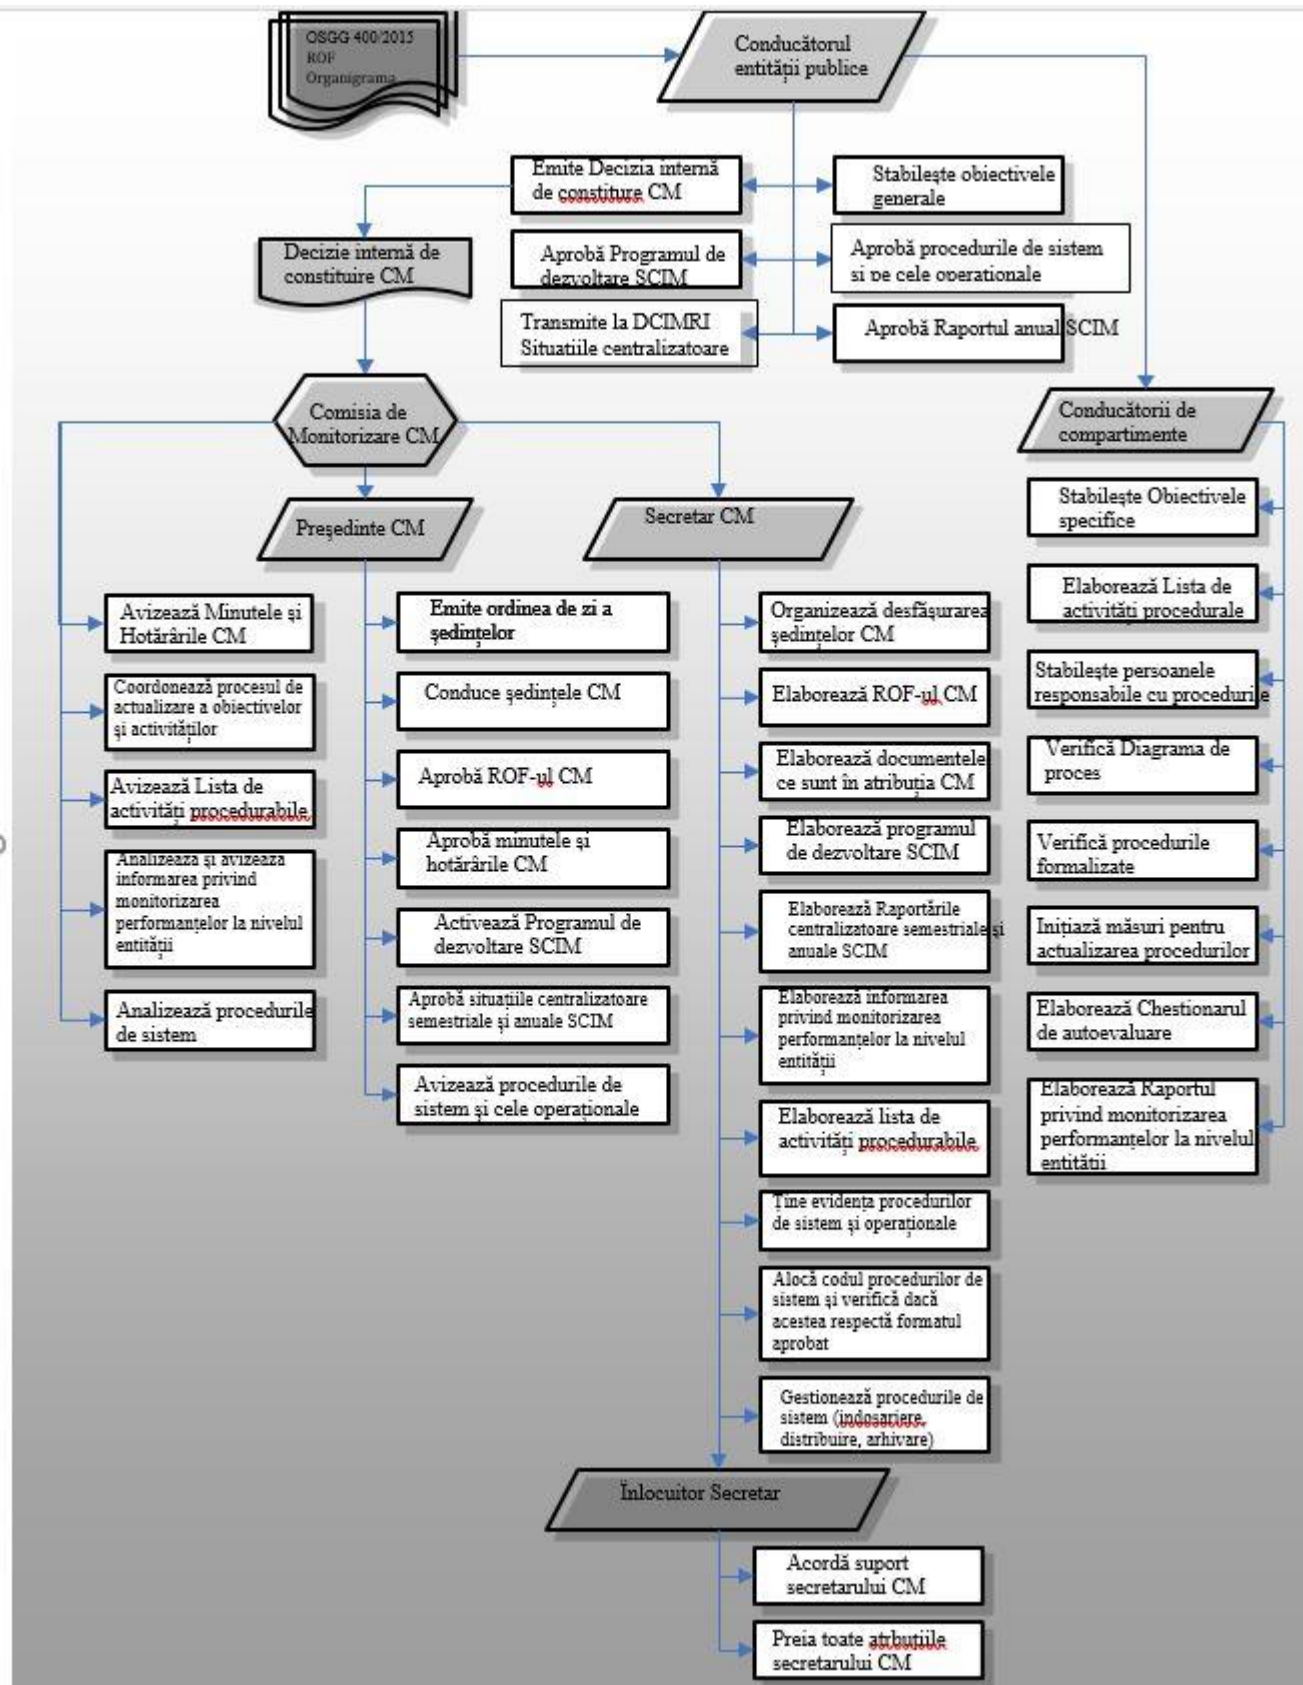 OSGG 400/2015
ROF
Organigrama
Conducătorul
entității publice
Emite Decizia internă
de constiture CM
Stabilește obiectivele
generale
Decizie internă de
constituire CM
Aprobă Programul de
dezvoltare SCIM
Aprobă procedurile de sistem
si pe cele operationale
Transmite la DCIMRI
Situatiile centralizatoare
Aprobă Raportul anual SCIM
Comisia de
Monitorizare CM
Conducătorii de
compartimente
Președinte CM
Secretar CM
Avizează Minutele și
Hotărârile CM
Coordonează procesul de
actualizare a obiectivelor
și activităților
Avizează Lista de
activități procedurabile
Analizează și avizează
informarea privind
monitorizarea
performanțelor la nivelul
entității
Analizează procedurile
de sistem
Emite ordinea de zi a
ședințelor
Conduce ședințele CM
Aprobă ROF-ul CM
Aprobă minutele și
hotărârile CM
Activează Programul de
dezvoltare SCIM
Aprobă situațiile centralizatoare
semestriale și anuale SCIM
Avizează procedurile de
sistem și cele operaționale
Organizează desfășurarea
ședințelor CM
Elaborează ROF-ul CM
Elaborează documentele
ce sunt în atribuția CM
Elaborează programul
de dezvoltare SCIM
Elaborează Raportările
centralizatoare semestriale și
anuale SCIM
Elaborează informarea
privind monitorizarea
performanțelor la nivelul
entității
Elaborează lista de
activități procedurabile
Ține evidența procedurilor
de sistem și operaționale
Alocă codul procedurilor de
sistem și verifică dacă
acestea respectă formatul
aprobat
Gestionează procedurile de
sistem (indosariere,
distribuire, arhivare)
Stabilește Obiectivele
specifice
Elaborează Lista de
activități procedurale
Stabilește persoanele
responsabile cu procedurile
Verifică Diagrama de
proces
Verifică procedurile
formalizate
Inițiază măsuri pentru
actualizarea procedurilor
Elaborează Chestionarul
de autoevaluare
Elaborează Raportul
privind monitorizarea
performanțelor la nivelul
entității
Înlocuitor Secretar
Acordă suport
secretarului CM
Preia toate atrbuțiile
secretarului CM